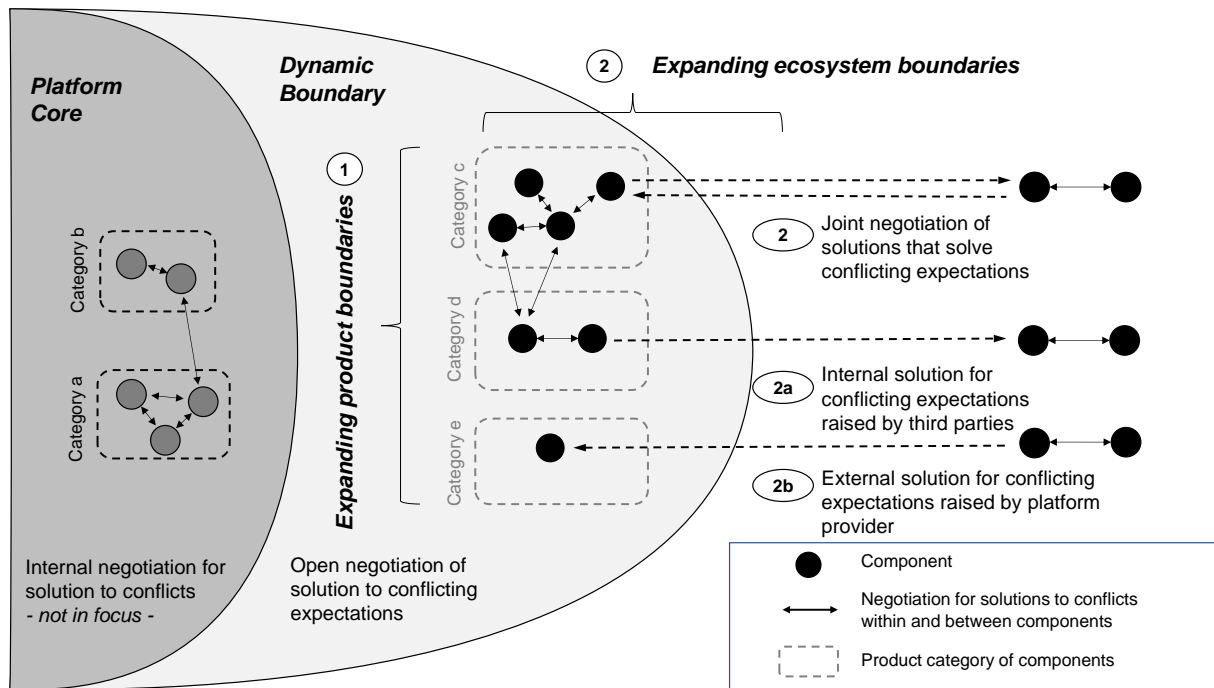 Platform
Core
Dynamic
Boundary
2
Expanding ecosystem boundaries
1
Expanding product boundaries
Category c
Category b
Category d
Category a
Category e
2
Joint negotiation of
solutions that solve
conflicting expectations
2a
Internal solution for
conflicting expectations
raised by third parties
2b
External solution for conflicting
expectations raised by platform
provider
Internal negotiation for
solution to conflicts
- not in focus -
Open negotiation of
solution to conflicting
expectations
Component
Negotiation for solutions to conflicts
within and between components
Product category of components